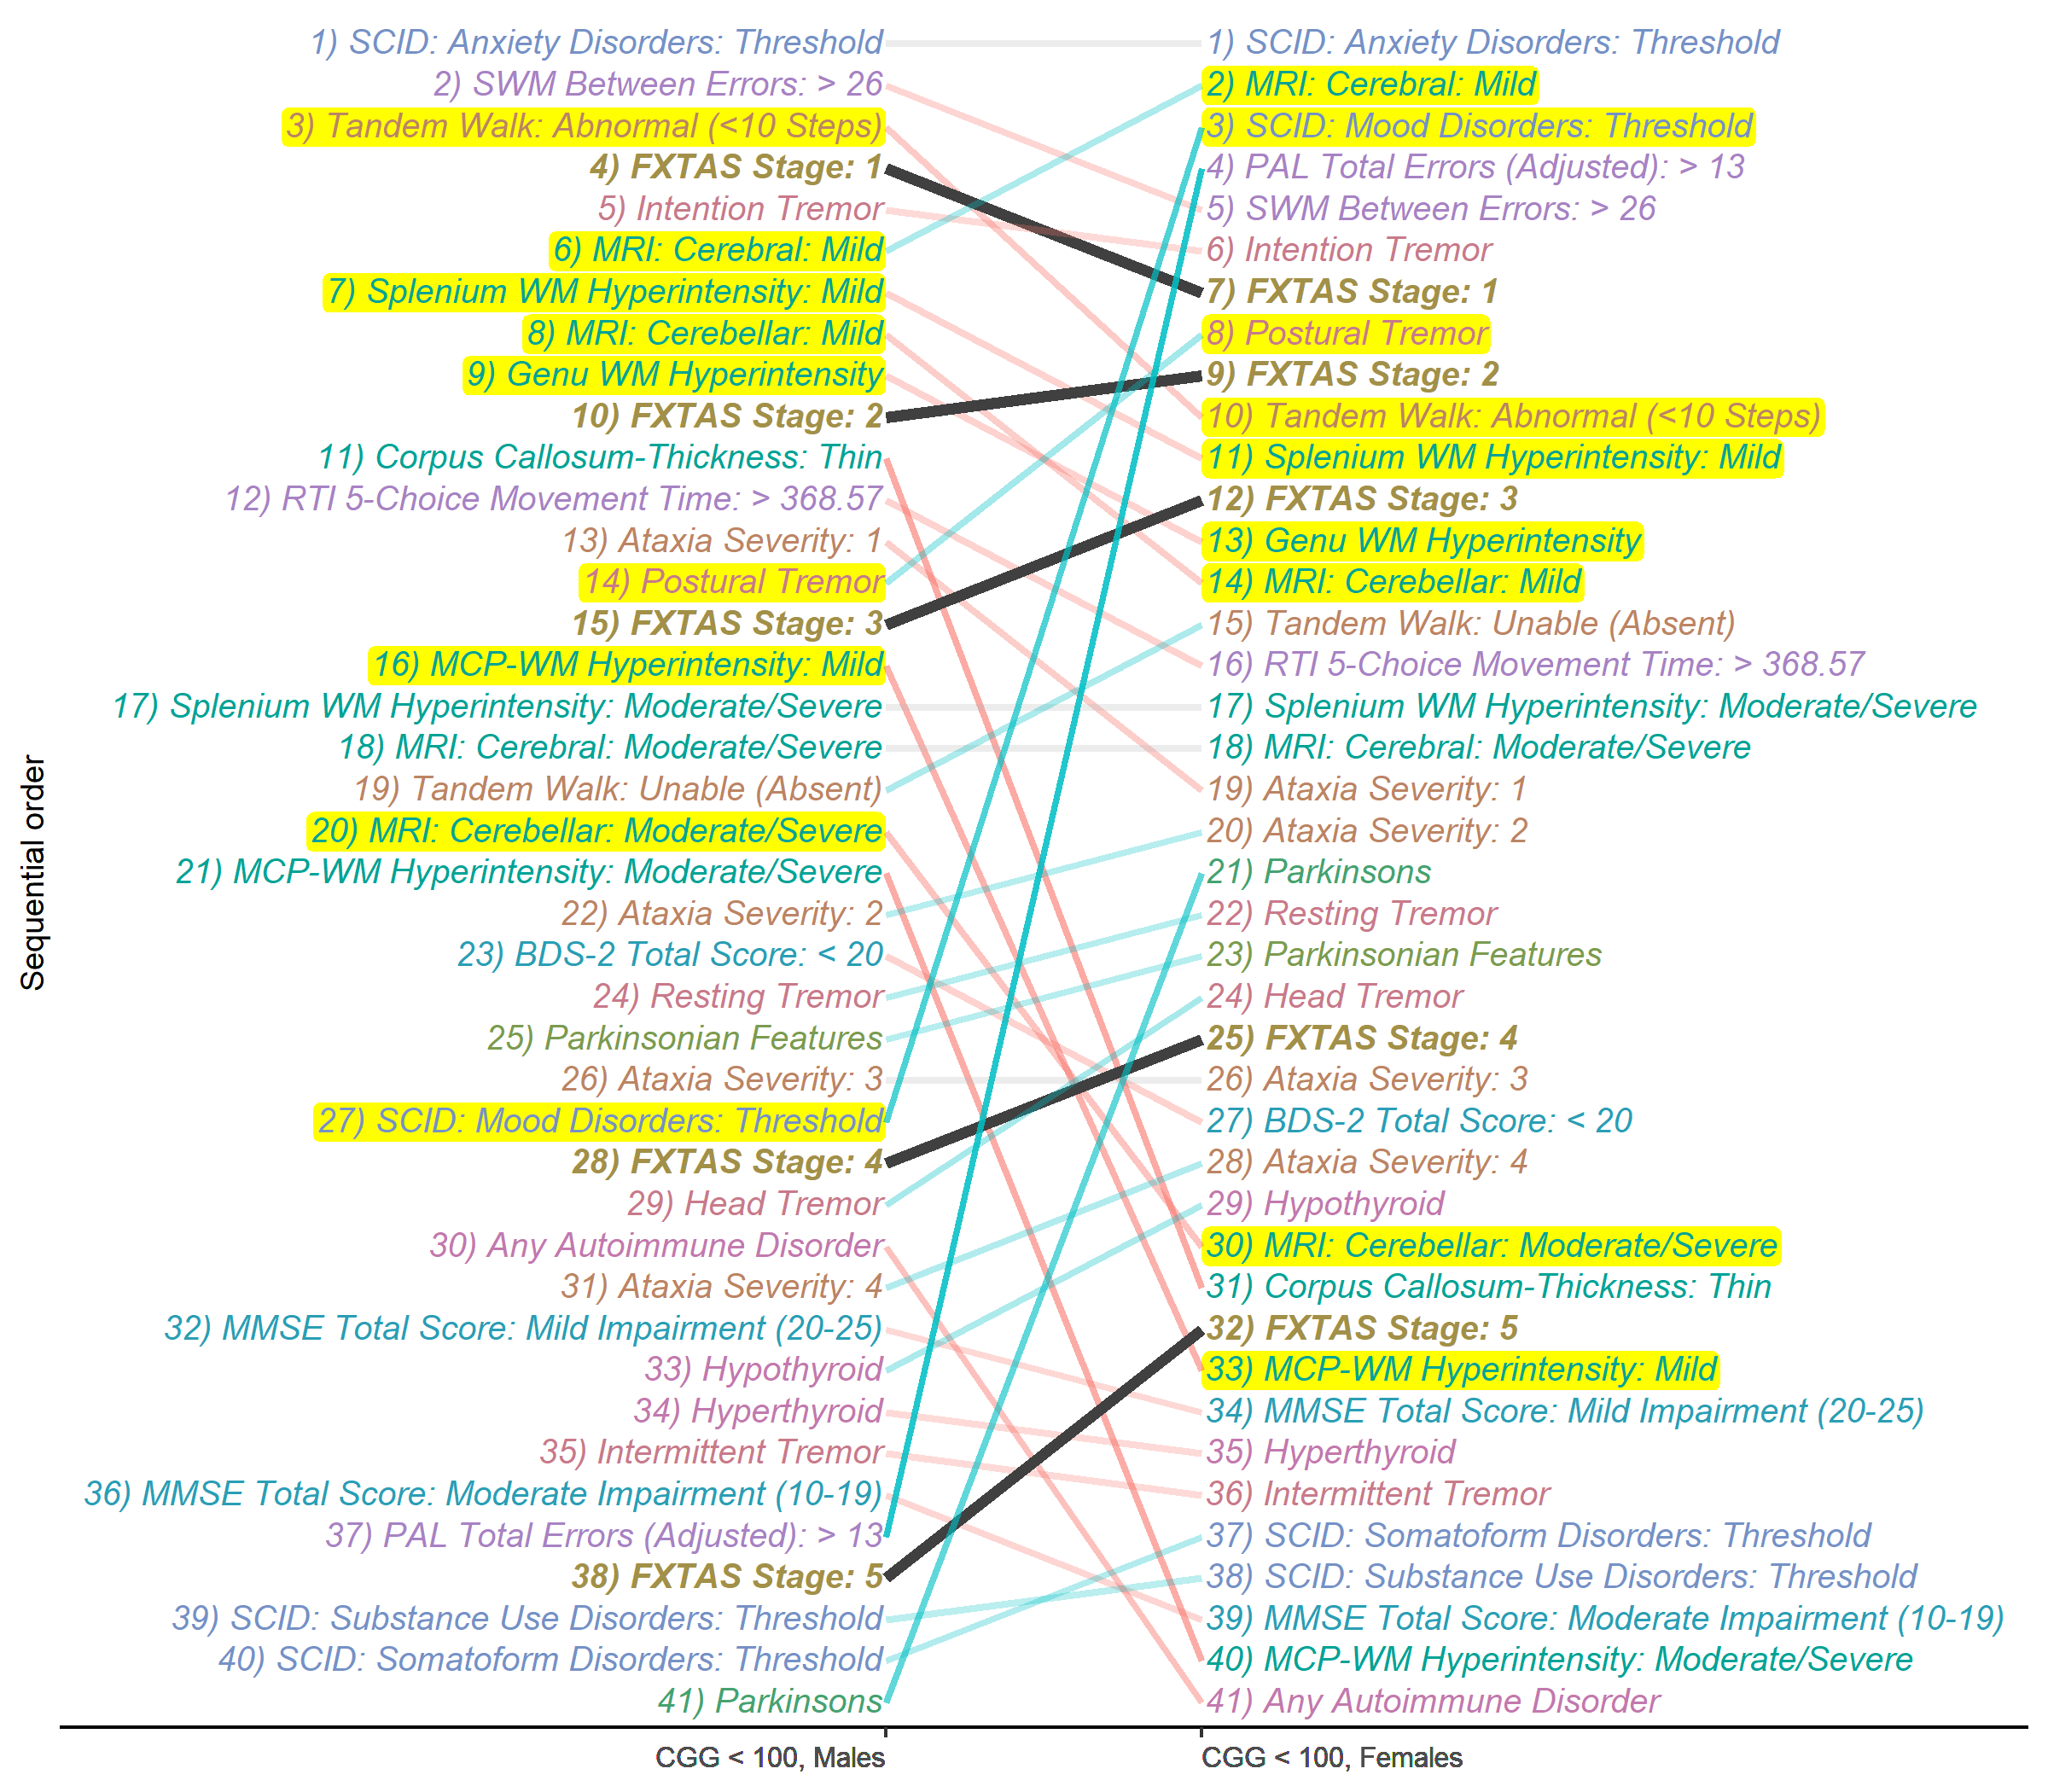 Sequential order
1) SCID: Anxiety Disorders: Threshold
2) SWM Between Errors: > 26
3) Tandem Walk: Abnormal (<10 Steps)
4) FXTAS Stage: 1
5) Intention Tremor
6) MRI: Cerebral: Mild
7) Splenium WM Hyperintensity: Mild
8) MRI: Cerebellar: Mild
9) Genu WM Hyperintensity
10) FXTAS Stage: 2
11) Corpus Callosum-Thickness: Thin
12) RTI 5-Choice Movement Time: > 368.57
13) Ataxia Severity: 1
14) Postural Tremor
15) FXTAS Stage: 3
16) MCP-WM Hyperintensity: Mild
17) Splenium WM Hyperintensity: Moderate/Severe
18) MRI: Cerebral: Moderate/Severe
19) Tandem Walk: Unable (Absent)
20) MRI: Cerebellar: Moderate/Severe
21) MCP-WM Hyperintensity: Moderate/Severe
22) Ataxia Severity: 2
23) BDS-2 Total Score: < 20
24) Resting Tremor
25) Parkinsonian Features
26) Ataxia Severity: 3
27) SCID: Mood Disorders: Threshold
28) FXTAS Stage: 4
29) Head Tremor
30) Any Autoimmune Disorder
31) Ataxia Severity: 4
32) MMSE Total Score: Mild Impairment (20-25)
33) Hypothyroid
34) Hyperthyroid
35) Intermittent Tremor
36) MMSE Total Score: Moderate Impairment (10-19)
37) PAL Total Errors (Adjusted): > 13
38) FXTAS Stage: 5
39) SCID: Substance Use Disorders: Threshold
40) SCID: Somatoform Disorders: Threshold
41) Parkinsons
CGG < 100, Males
1) SCID: Anxiety Disorders: Threshold
2) MRI: Cerebral: Mild
3) SCID: Mood Disorders: Threshold
4) PAL Total Errors (Adjusted): > 13
5) SWM Between Errors: > 26
6) Intention Tremor
7) FXTAS Stage: 1
8) Postural Tremor
9) FXTAS Stage: 2
10) Tandem Walk: Abnormal (<10 Steps)
11) Splenium WM Hyperintensity: Mild
12) FXTAS Stage: 3
13) Genu WM Hyperintensity
14) MRI: Cerebellar: Mild
15) Tandem Walk: Unable (Absent)
16) RTI 5-Choice Movement Time: > 368.57
17) Splenium WM Hyperintensity: Moderate/Severe
18) MRI: Cerebral: Moderate/Severe
19) Ataxia Severity: 1
20) Ataxia Severity: 2
21) Parkinsons
22) Resting Tremor
23) Parkinsonian Features
24) Head Tremor
25) FXTAS Stage: 4
26) Ataxia Severity: 3
27) BDS-2 Total Score: < 20
28) Ataxia Severity: 4
29) Hypothyroid
30) MRI: Cerebellar: Moderate/Severe
31) Corpus Callosum-Thickness: Thin
32) FXTAS Stage: 5
33) MCP-WM Hyperintensity: Mild
34) MMSE Total Score: Mild Impairment (20-25)
35) Hyperthyroid
36) Intermittent Tremor
37) SCID: Somatoform Disorders: Threshold
38) SCID: Substance Use Disorders: Threshold
39) MMSE Total Score: Moderate Impairment (10-19)
40) MCP-WM Hyperintensity: Moderate/Severe
41) Any Autoimmune Disorder
CGG < 100, Females